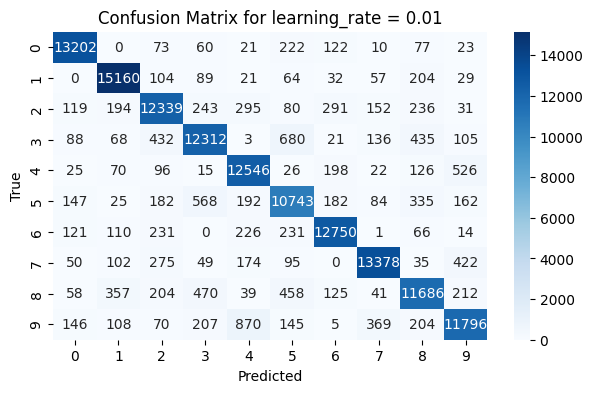 Confusion Matrix for learning_rate = 0.01
0 13202 0 73 60 21 222 122 10 77 23
1 0 15160 104 89 21 64 32 57 204 29
2 119 194 12339 243 295 80 291 152 236 31
3 88 68 432 12312 3 680 21 136 435 105
4 25 70 96 15 12546 26 198 22 126 526
5 147 25 182 568 192 10743 182 84 335 162
6 121 110 231 0 226 231 12750 1 66 14
7 50 102 275 49 174 95 0 13378 35 422
8 58 357 204 470 39 458 125 41 11686 212
9 146 108 70 207 870 145 5 369 204 11796
0 1 2 3 4 5 6 7 8 9
Predicted
True
14000
12000
10000
8000
6000
4000
2000
0